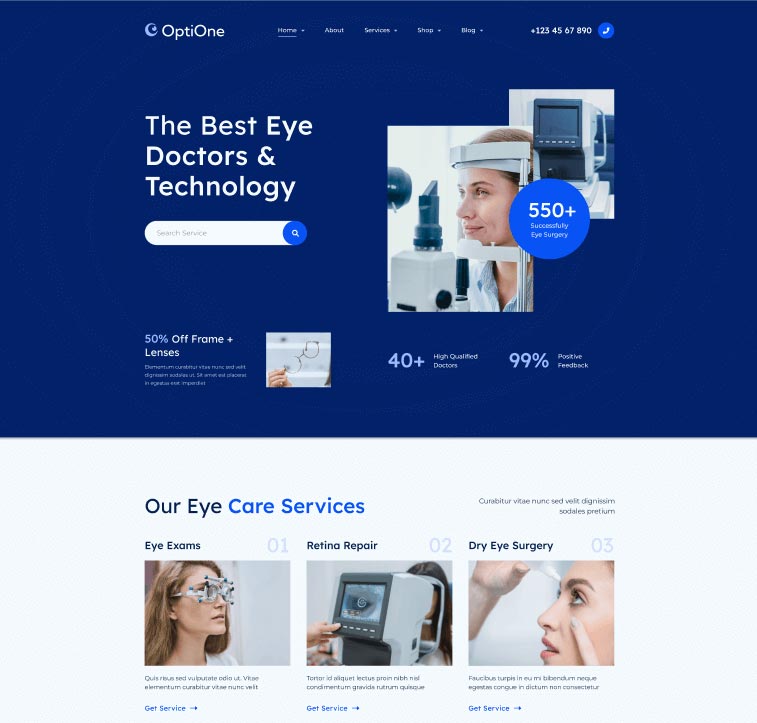 OptiOne
Home
About
Services
Shop
Blog
+123 45 67 890
The Best Eye
Doctors &
Technology
Search Service
550+
Successfully
Eye Surgery
50% Off Frame +
Lenses
Elementum curabitur vitae nunc sed velit
dignissim sodales ut. Sit amet est placerat
in egestas erat imperdiet
40+
High Qualified
Doctors
99%
Positive
Feedback
Our Eye Care Services
Curabitur vitae nunc sed velit dignissim
sodales pretium
Eye Exams
01
Retina Repair
02
Dry Eye Surgery
03
Quis risus sed vulputate odio ut. Vitae
elementum curabitur vitae nunc velit
Tortor id aliquet lectus proin nibh nisl
condimentum gravida rutrum quisque
Faucibus turpis in eu mi bibendum neque
egestas congue in dictum non consectetur
Get Service
Get Service
Get Service